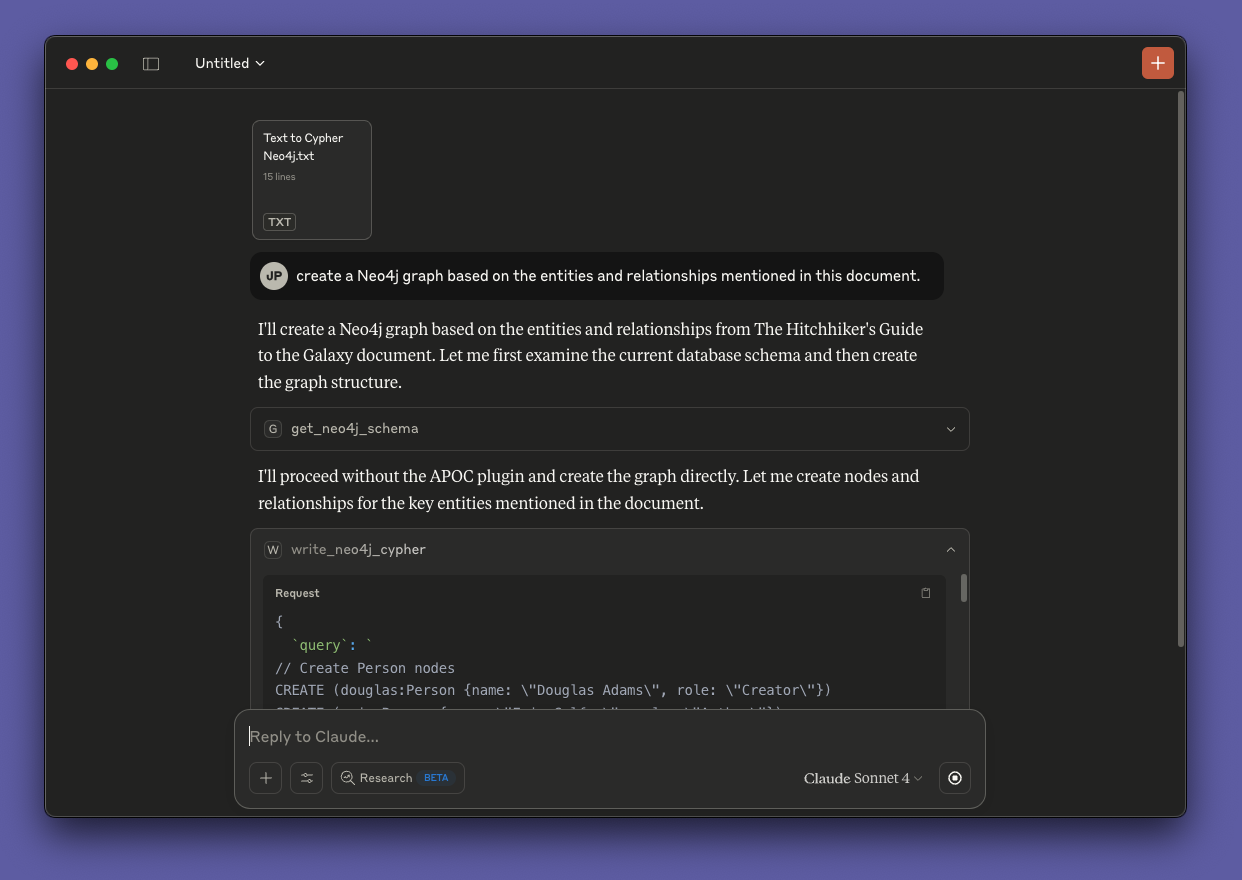 Untitled
Text to Cypher
Neo4j.txt
15 lines
TXT
JP
create a Neo4j graph based on the entities and relationships mentioned in this document.
I'll create a Neo4j graph based on the entities and relationships from The Hitchhiker's Guide
to the Galaxy document. Let me first examine the current database schema and then create
the graph structure.
G get_neo4j_schema
I'll proceed without the APOC plugin and create the graph directly. Let me create nodes and
relationships for the key entities mentioned in the document.
W write_neo4j_cypher
Request
{
`query`: `
// Create Person nodes
CREATE (douglas:Person {name: \"Douglas Adams\", role: \"Creator\"})
Reply to Claude...
Research BETA
Claude Sonnet 4